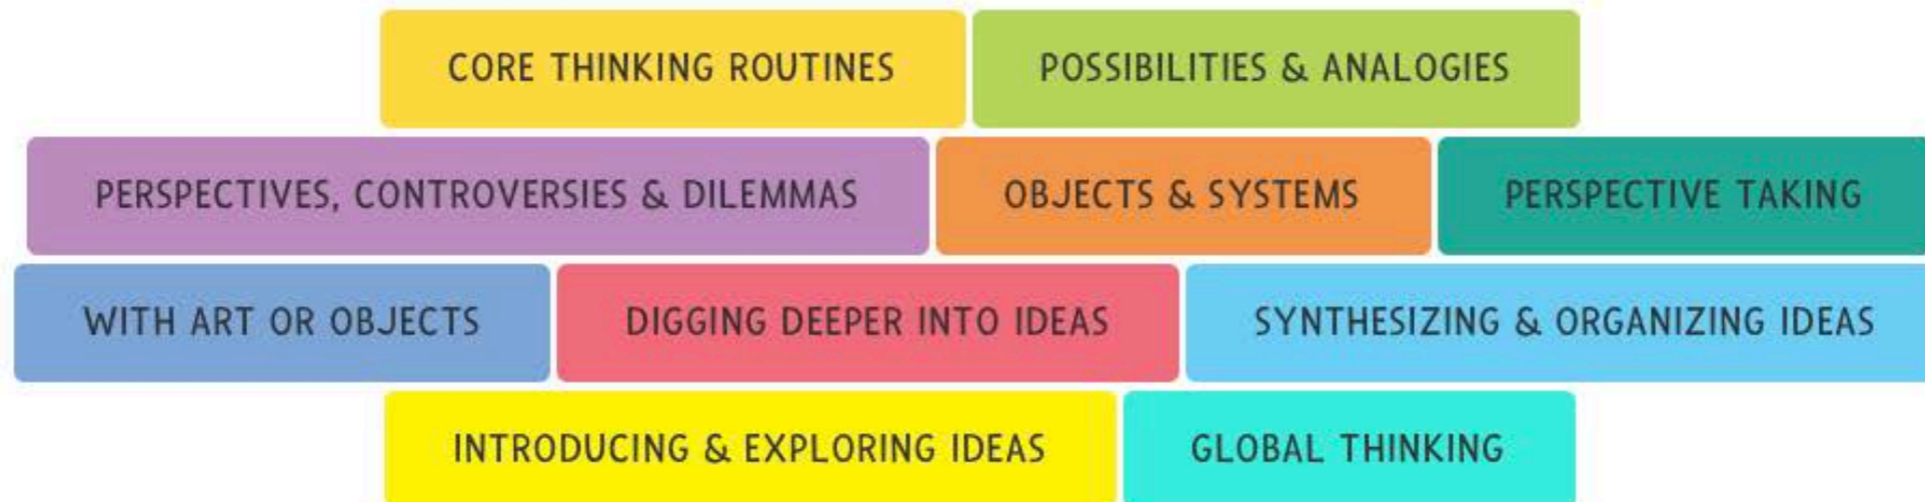 CORE THINKING ROUTINES
POSSIBILITIES & ANALOGIES
PERSPECTIVES, CONTROVERSIES & DILEMMAS
OBJECTS & SYSTEMS
PERSPECTIVE TAKING
WITH ART OR OBJECTS
DIGGING DEEPER INTO IDEAS
SYNTHESIZING & ORGANIZING IDEAS
INTRODUCING & EXPLORING IDEAS
GLOBAL THINKING